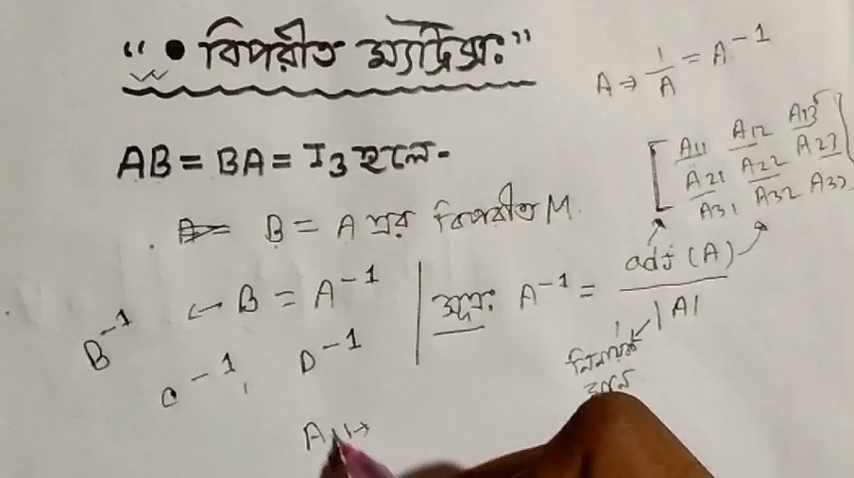 “• বিপরীত ম্যাট্রিক্সঃ”
A → 1/A = A⁻¹
AB = BA = I₃ হলে-
A₁₁ A₁₂ A₁₃
A₂₁ A₂₂ A₂₃
A₃₁ A₃₂ A₃₃
B = A এর বিপরীত M.
B⁻¹ ← B = A⁻¹
সূত্রঃ A⁻¹ = adj (A) / |A|
C⁻¹, D⁻¹
নির্নায়ক
A₁₁→